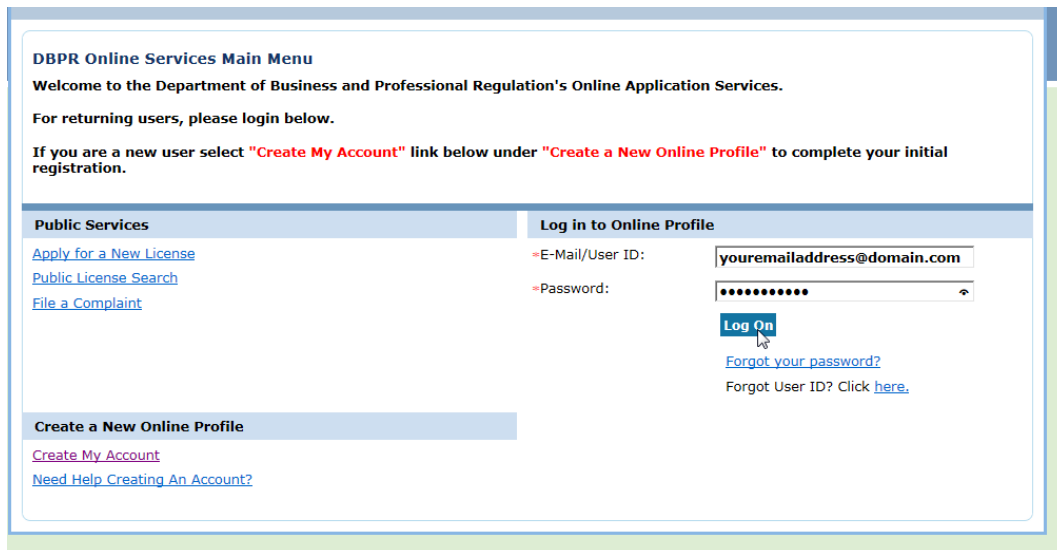 DBPR Online Services Main Menu
Welcome to the Department of Business and Professional Regulation's Online Application Services.
For returning users, please login below.
If you are a new user select "Create My Account" link below under "Create a New Online Profile" to complete your initial
registration.
Public Services
Apply for a New License
Public License Search
File a Complaint
Log in to Online Profile
*E-Mail/User ID: youremailaddress@domain.com
*Password: •••••••••••
Log On
Forgot your password?
Forgot User ID? Click here.
Create a New Online Profile
Create My Account
Need Help Creating An Account?